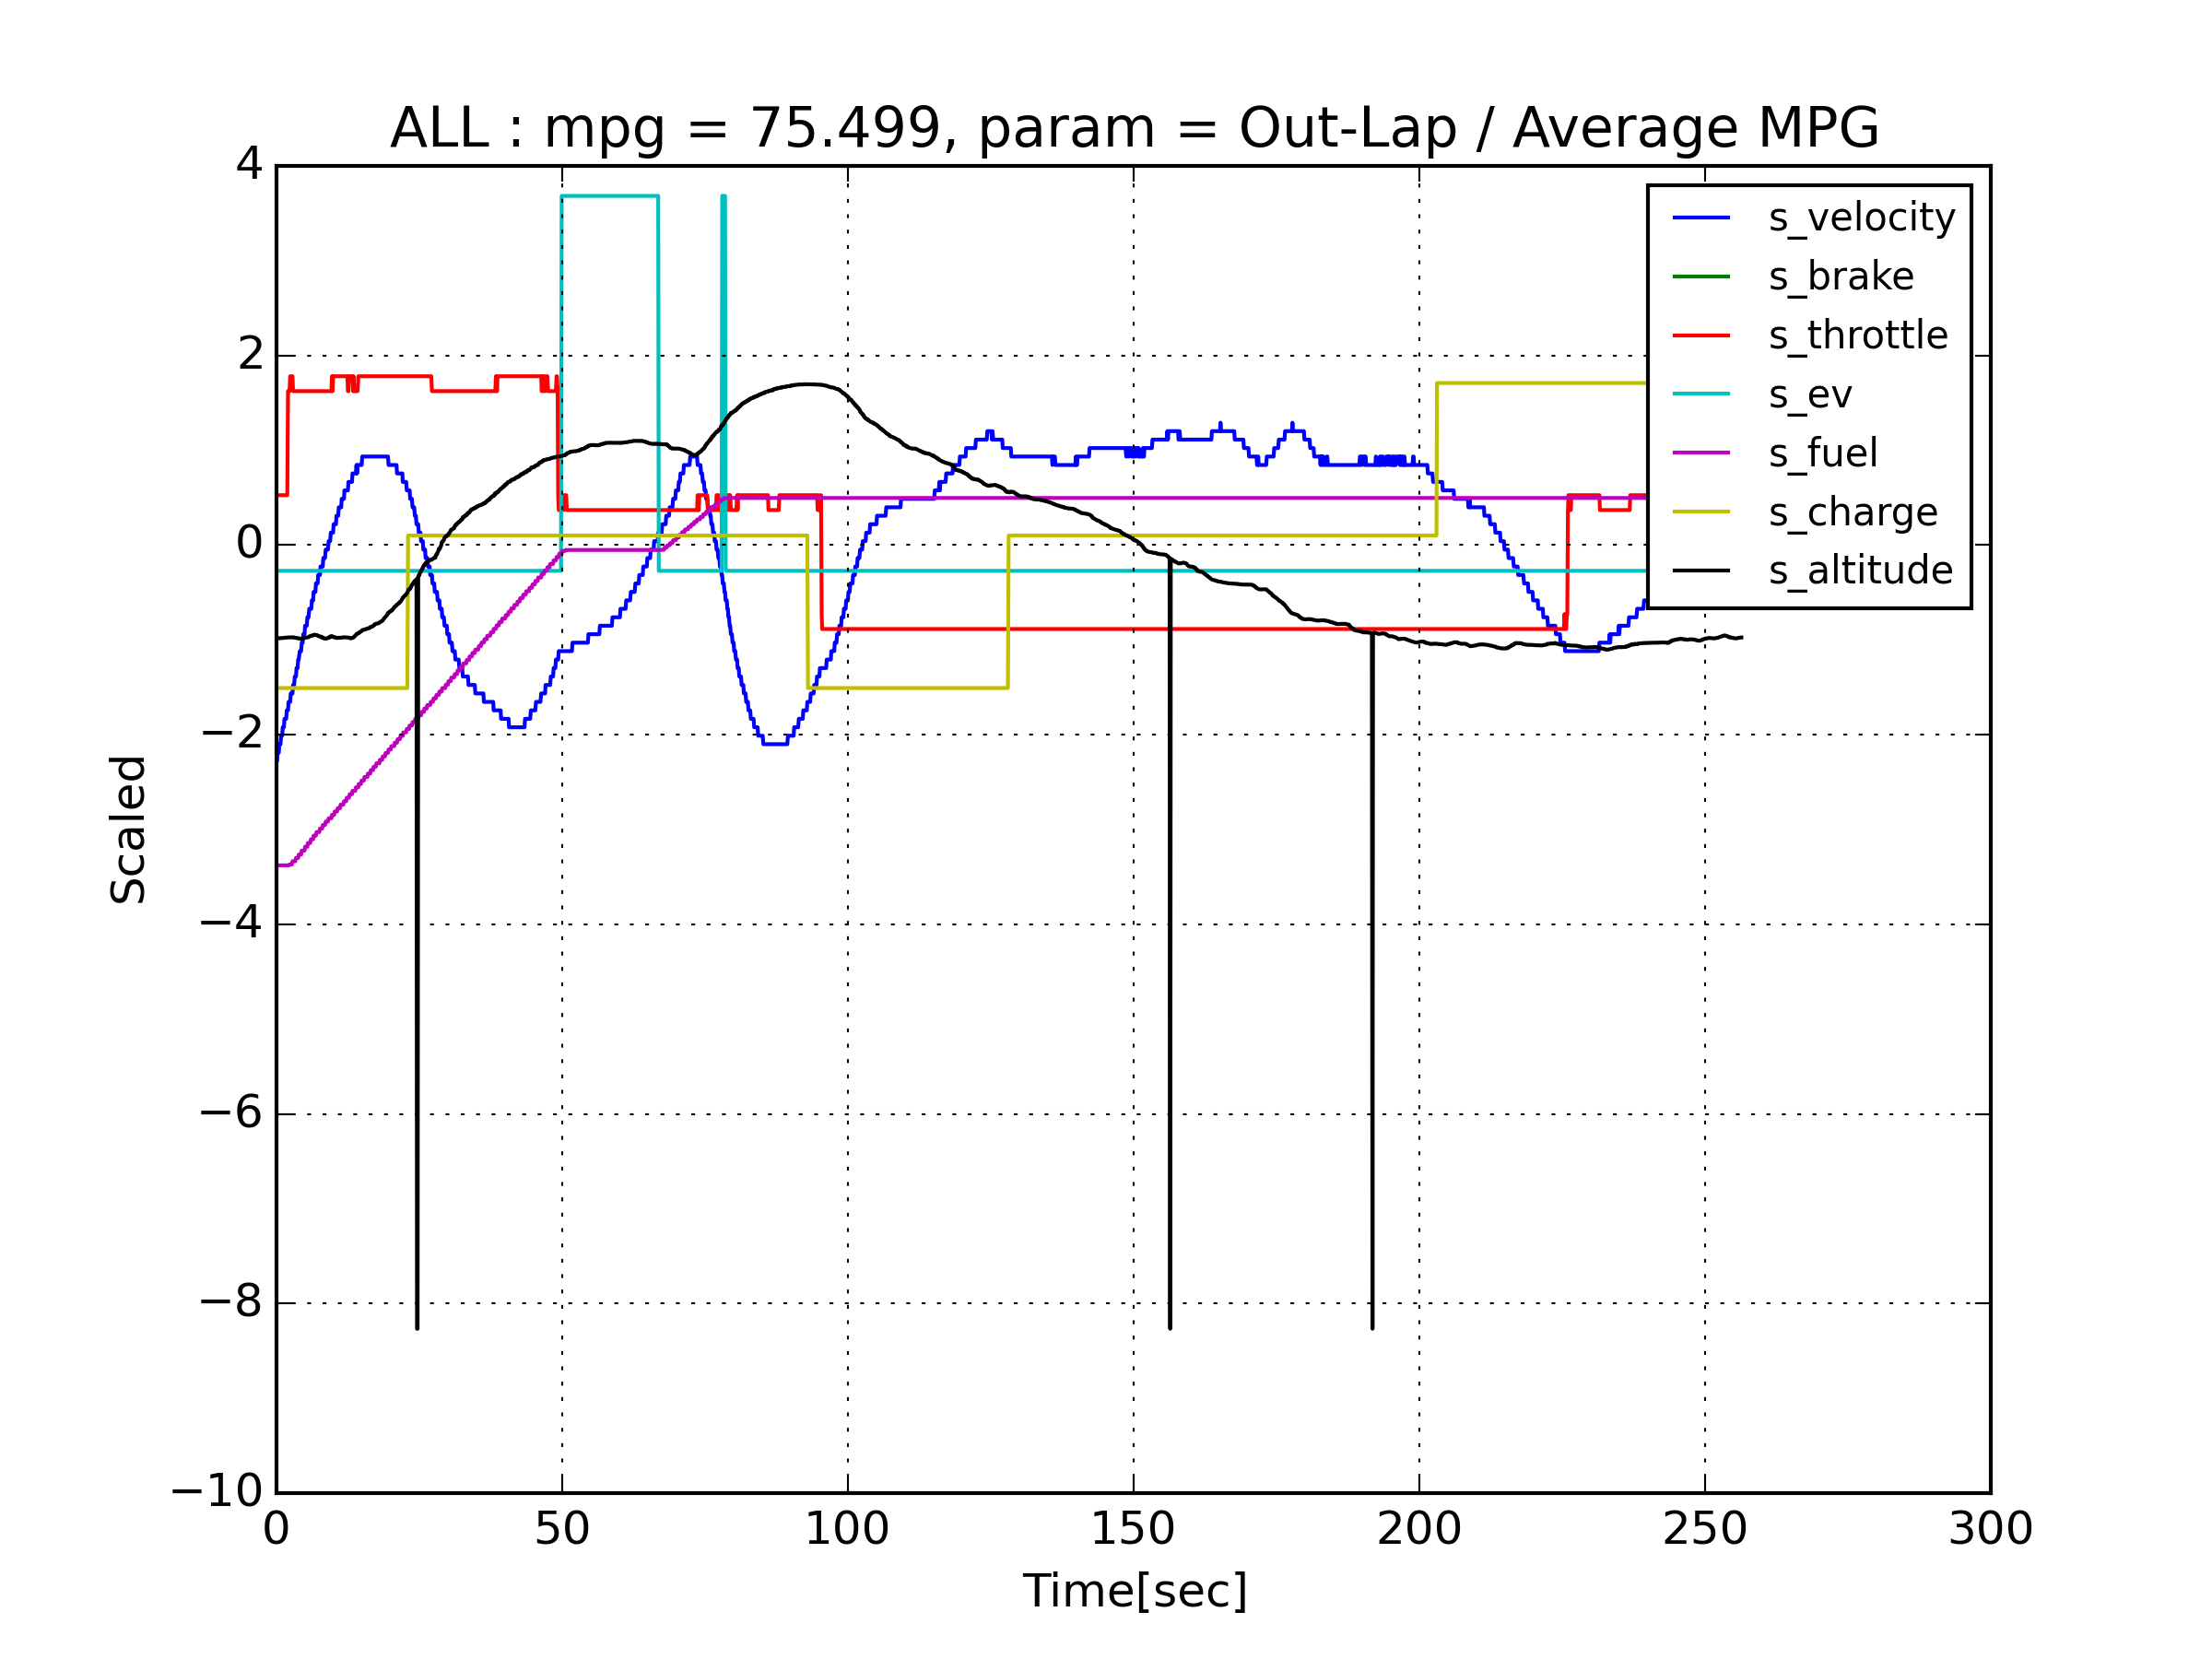 ALL : mpg = 75.499, param = Out-Lap / Average MPG
4
2
0
−2
−4
−6
−8
−10
Scaled
s_velocity
s_brake
s_throttle
s_ev
s_fuel
s_charge
s_altitude
0 50 100 150 200 250 300
Time[sec]